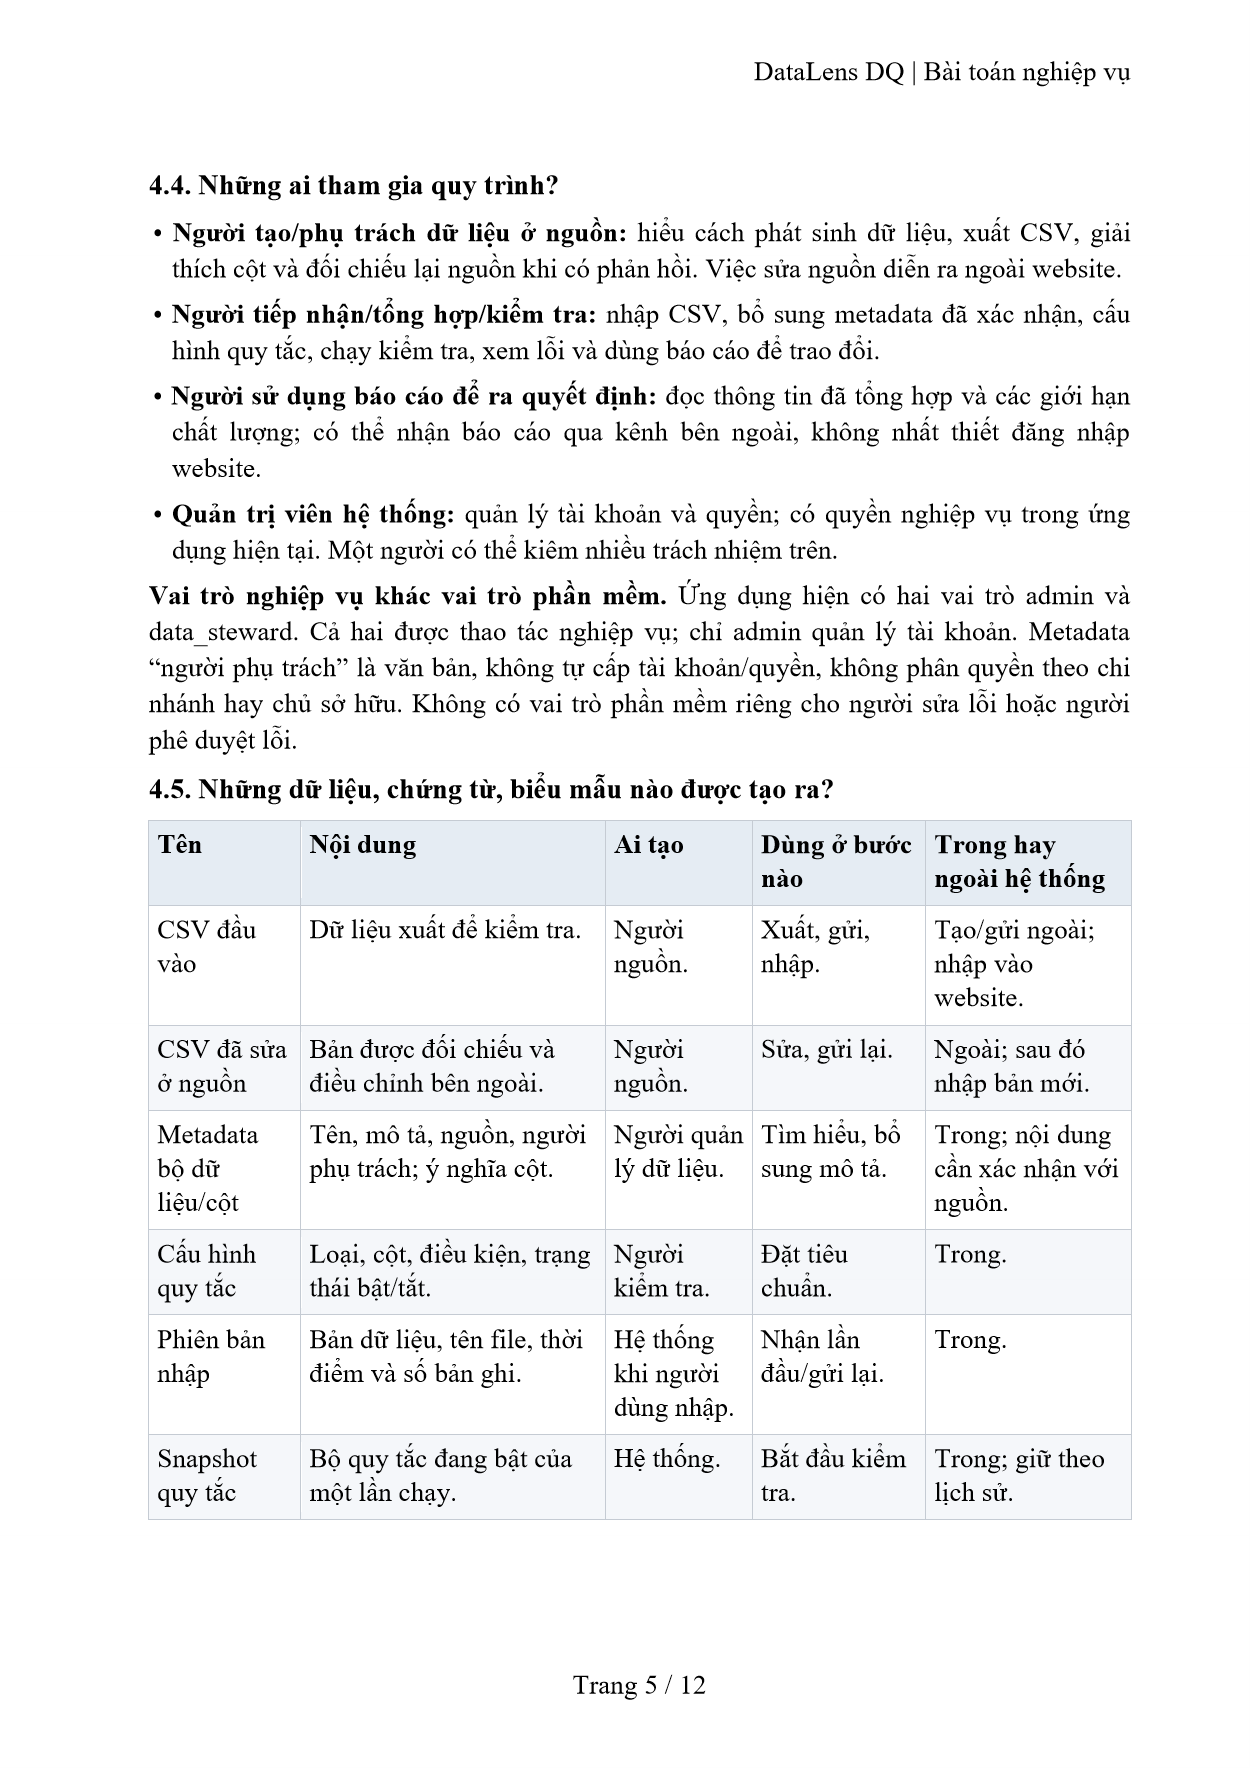 DataLens DQ | Bài toán nghiệp vụ
4.4. Những ai tham gia quy trình?
• Người tạo/phụ trách dữ liệu ở nguồn: hiểu cách phát sinh dữ liệu, xuất CSV, giải
thích cột và đối chiếu lại nguồn khi có phản hồi. Việc sửa nguồn diễn ra ngoài website.
• Người tiếp nhận/tổng hợp/kiểm tra: nhập CSV, bổ sung metadata đã xác nhận, cấu
hình quy tắc, chạy kiểm tra, xem lỗi và dùng báo cáo để trao đổi.
• Người sử dụng báo cáo để ra quyết định: đọc thông tin đã tổng hợp và các giới hạn
chất lượng; có thể nhận báo cáo qua kênh bên ngoài, không nhất thiết đăng nhập
website.
• Quản trị viên hệ thống: quản lý tài khoản và quyền; có quyền nghiệp vụ trong ứng
dụng hiện tại. Một người có thể kiêm nhiều trách nhiệm trên.
Vai trò nghiệp vụ khác vai trò phần mềm. Ứng dụng hiện có hai vai trò admin và
data_steward. Cả hai được thao tác nghiệp vụ; chỉ admin quản lý tài khoản. Metadata
“người phụ trách” là văn bản, không tự cấp tài khoản/quyền, không phân quyền theo chi
nhánh hay chủ sở hữu. Không có vai trò phần mềm riêng cho người sửa lỗi hoặc người
phê duyệt lỗi.
4.5. Những dữ liệu, chứng từ, biểu mẫu nào được tạo ra?
Tên
Nội dung
Ai tạo
Dùng ở bước
nào
Trong hay
ngoài hệ thống
CSV đầu
vào
Dữ liệu xuất để kiểm tra.
Người
nguồn.
Xuất, gửi,
nhập.
Tạo/gửi ngoài;
nhập vào
website.
CSV đã sửa
ở nguồn
Bản được đối chiếu và
điều chỉnh bên ngoài.
Người
nguồn.
Sửa, gửi lại.
Ngoài; sau đó
nhập bản mới.
Metadata
bộ dữ
liệu/cột
Tên, mô tả, nguồn, người
phụ trách; ý nghĩa cột.
Người quản
lý dữ liệu.
Tìm hiểu, bổ
sung mô tả.
Trong; nội dung
cần xác nhận với
nguồn.
Cấu hình
quy tắc
Loại, cột, điều kiện, trạng
thái bật/tắt.
Người
kiểm tra.
Đặt tiêu
chuẩn.
Trong.
Phiên bản
nhập
Bản dữ liệu, tên file, thời
điểm và số bản ghi.
Hệ thống
khi người
dùng nhập.
Nhận lần
đầu/gửi lại.
Trong.
Snapshot
quy tắc
Bộ quy tắc đang bật của
một lần chạy.
Hệ thống.
Bắt đầu kiểm
tra.
Trong; giữ theo
lịch sử.
Trang 5 / 12